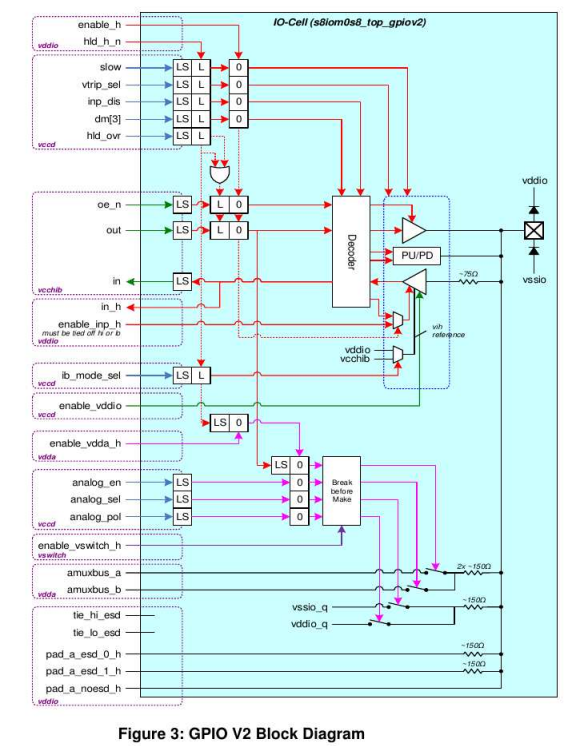 IO-Cell (s8iom0s8_top_gpiov2)
enable_h
hld_h_n
vddio
slow LS L 0
vtrip_sel LS L 0
inp_dis LS L 0
dm[3] LS L 0
hld_ovr LS L
vccd
oe_n LS L 0
out LS L 0
Decoder
PU/PD
vddio
vssio
in LS
~75Ω
vcchib
in_h
enable_inp_h
must be tied off hi or lo
vddio
vih
reference
vddio
vcchib
ib_mode_sel LS L
vccd
enable_vddio
vccd
LS 0
enable_vdda_h
vdda
LS 0
analog_en LS 0
analog_sel LS 0
analog_pol LS 0
vccd
Break
before
Make
enable_vswitch_h
vswitch
amuxbus_a
2x ~150Ω
amuxbus_b
vdda
vssio_q
~150Ω
vddio_q
tie_hi_esd
tie_lo_esd
pad_a_esd_0_h
~150Ω
pad_a_esd_1_h
~150Ω
pad_a_noesd_h
vddio
Figure 3: GPIO V2 Block Diagram